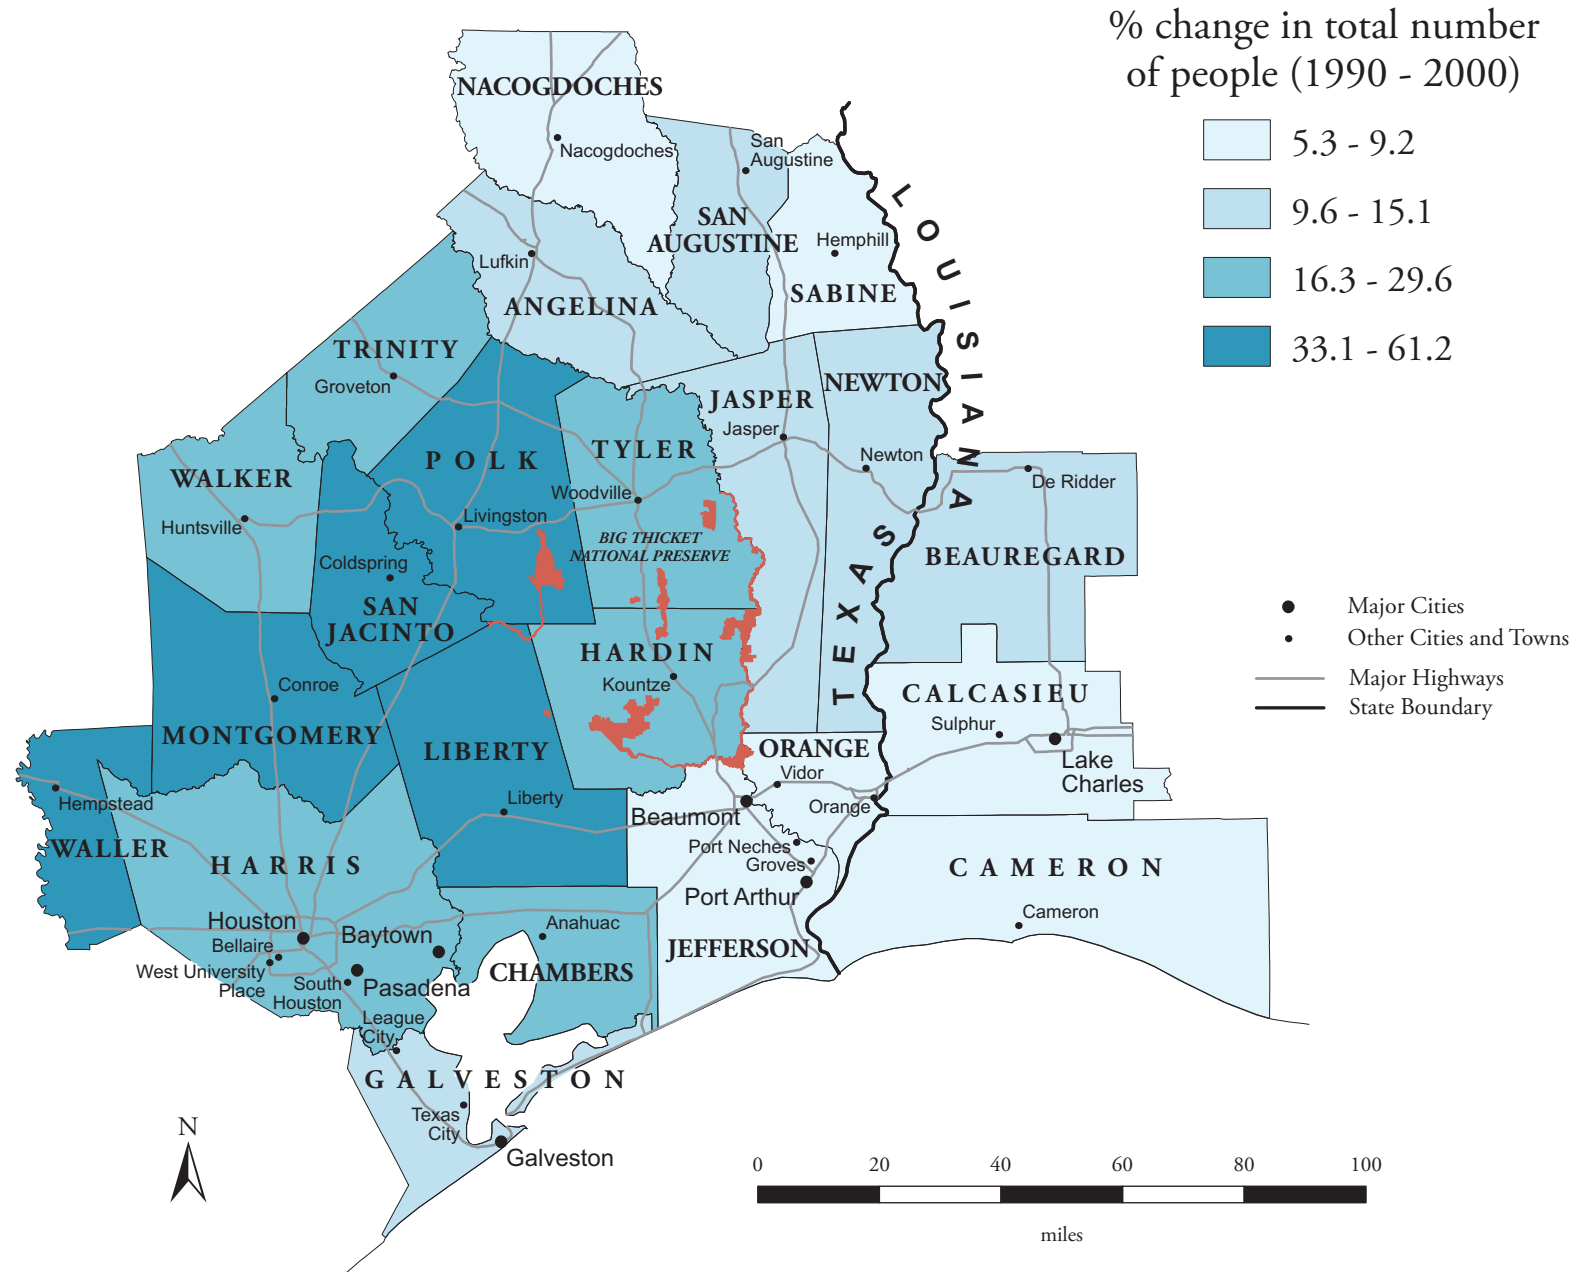 % change in total number
of people (1990 - 2000)
5.3 - 9.2
9.6 - 15.1
16.3 - 29.6
33.1 - 61.2
NACOGDOCHES
Nacogdoches
San
Augustine
SAN
AUGUSTINE
Hemphill
SABINE
LOUISIANA
Lufkin
ANGELINA
TRINITY
Groveton
JASPER
Jasper
NEWTON
Newton
POLK
TYLER
Woodville
Livingston
WALKER
Huntsville
De Ridder
BEAUREGARD
BIG THICKET
NATIONAL PRESERVE
Coldspring
SAN
JACINTO
TEXAS
HARDIN
Kountze
Conroe
MONTGOMERY
LIBERTY
Liberty
CALCASIEU
Sulphur
Lake
Charles
ORANGE
Vidor
Orange
Hempstead
WALLER
HARRIS
Beaumont
Port Neches
Groves
Port Arthur
JEFFERSON
CAMERON
Cameron
Houston
Bellaire
West University
Place
South
Houston
Baytown
Pasadena
League
City
Anahuac
CHAMBERS
GALVESTON
Texas
City
Galveston
Major Cities
Other Cities and Towns
Major Highways
State Boundary
N
0 20 40 60 80 100
miles